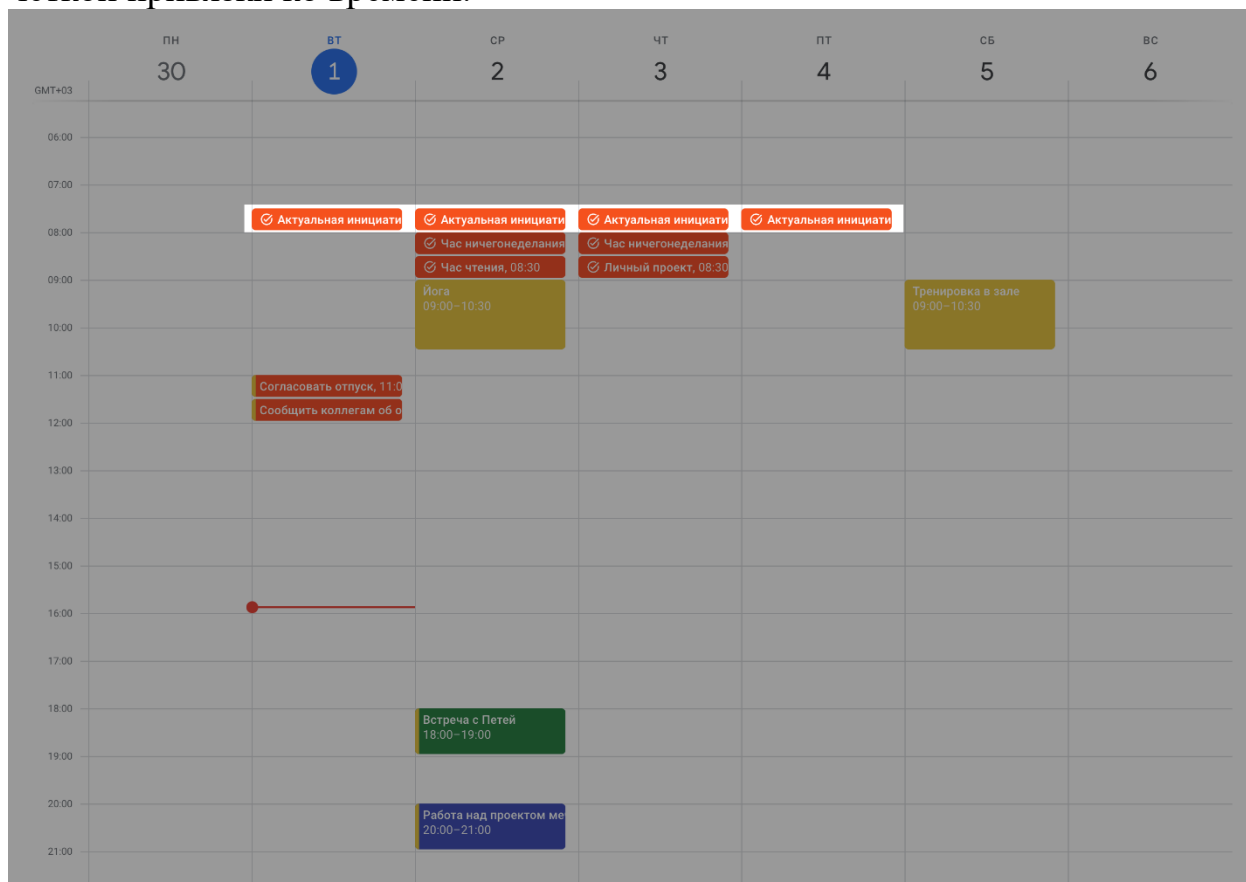 ПН ВТ СР ЧТ ПТ СБ ВС
30 1 2 3 4 5 6
GMT+03
06:00
07:00
Актуальная инициати Актуальная инициати Актуальная инициати Актуальная инициати
08:00
Час ничегонеделания Час ничегонеделания
Час чтения, 08:30 Личный проект, 08:30
09:00
Йога Тренировка в зале
09:00–10:30 09:00–10:30
10:00
11:00
Согласовать отпуск, 11:0
Сообщить коллегам об о
12:00
13:00
14:00
15:00
16:00
17:00
18:00
Встреча с Петей
18:00–19:00
19:00
20:00
Работа над проектом ме
20:00–21:00
21:00